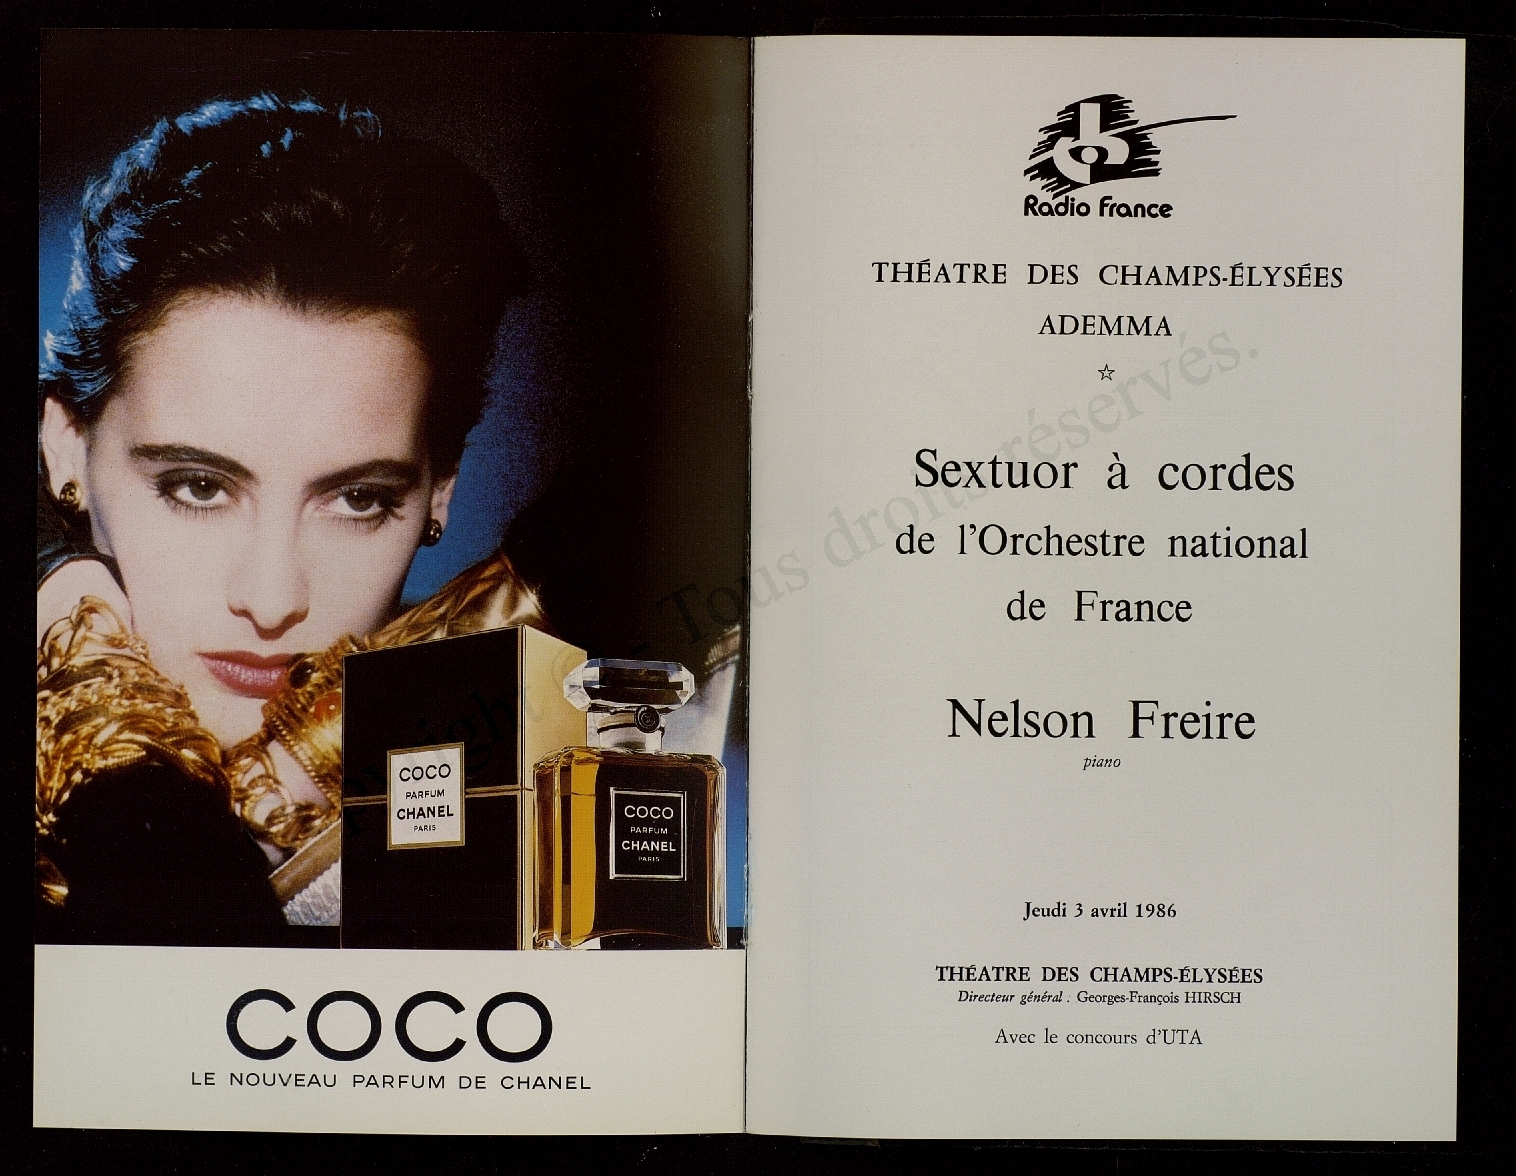 COCO
PARFUM
CHANEL
PARIS
COCO
PARFUM
CHANEL
PARIS
COCO
LE NOUVEAU PARFUM DE CHANEL
Radio France
THÉATRE DES CHAMPS-ÉLYSÉES
ADEMMA
Sextuor à cordes
de l'Orchestre national
de France
Nelson Freire
piano
Jeudi 3 avril 1986
THÉATRE DES CHAMPS-ÉLYSÉES
Directeur général : Georges-François HIRSCH
Avec le concours d'UTA
Copyright © - Tous droits réservés.